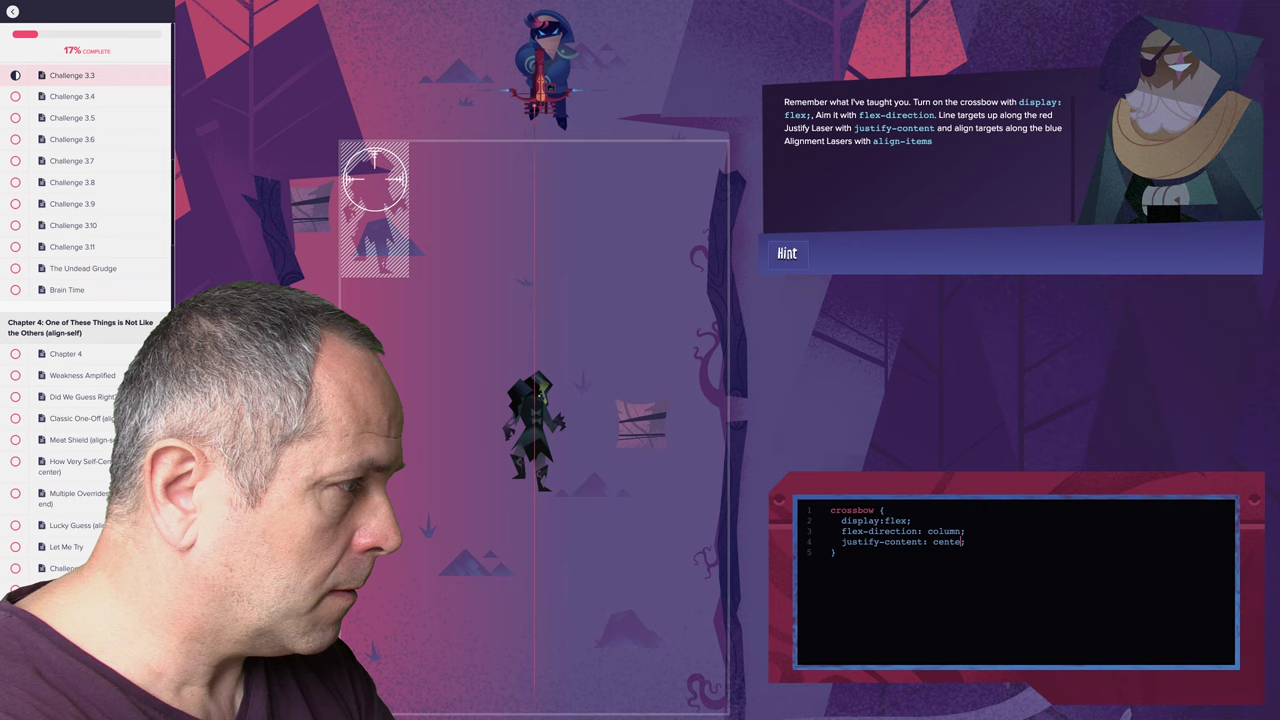 17% COMPLETE
Challenge 3.3
Challenge 3.4
Challenge 3.5
Challenge 3.6
Challenge 3.7
Challenge 3.8
Challenge 3.9
Challenge 3.10
Challenge 3.11
The Undead Grudge
Brain Time
Chapter 4: One of These Things is Not Like
the Others (align-self)
Chapter 4
Weakness Amplified
Did We Guess Right
Classic One-Off (alig
Meat Shield (align-s
How Very Self-Cen
center)
Multiple Overrides
end)
Lucky Guess (alig
Let Me Try
Challen
Remember what I've taught you. Turn on the crossbow with display:
flex;, Aim it with flex-direction. Line targets up along the red
Justify Laser with justify-content and align targets along the blue
Alignment Lasers with align-items
Hint
1 crossbow {
2 display:flex;
3 flex-direction: column;
4 justify-content: cente;
5 }